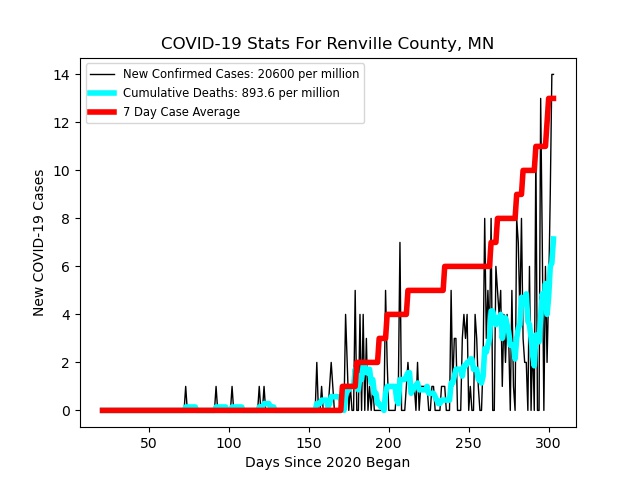 COVID-19 Stats For Renville County, MN
New Confirmed Cases: 20600 per million
Cumulative Deaths: 893.6 per million
7 Day Case Average
New COVID-19 Cases
14
12
10
8
6
4
2
0
50 100 150 200 250 300
Days Since 2020 Began